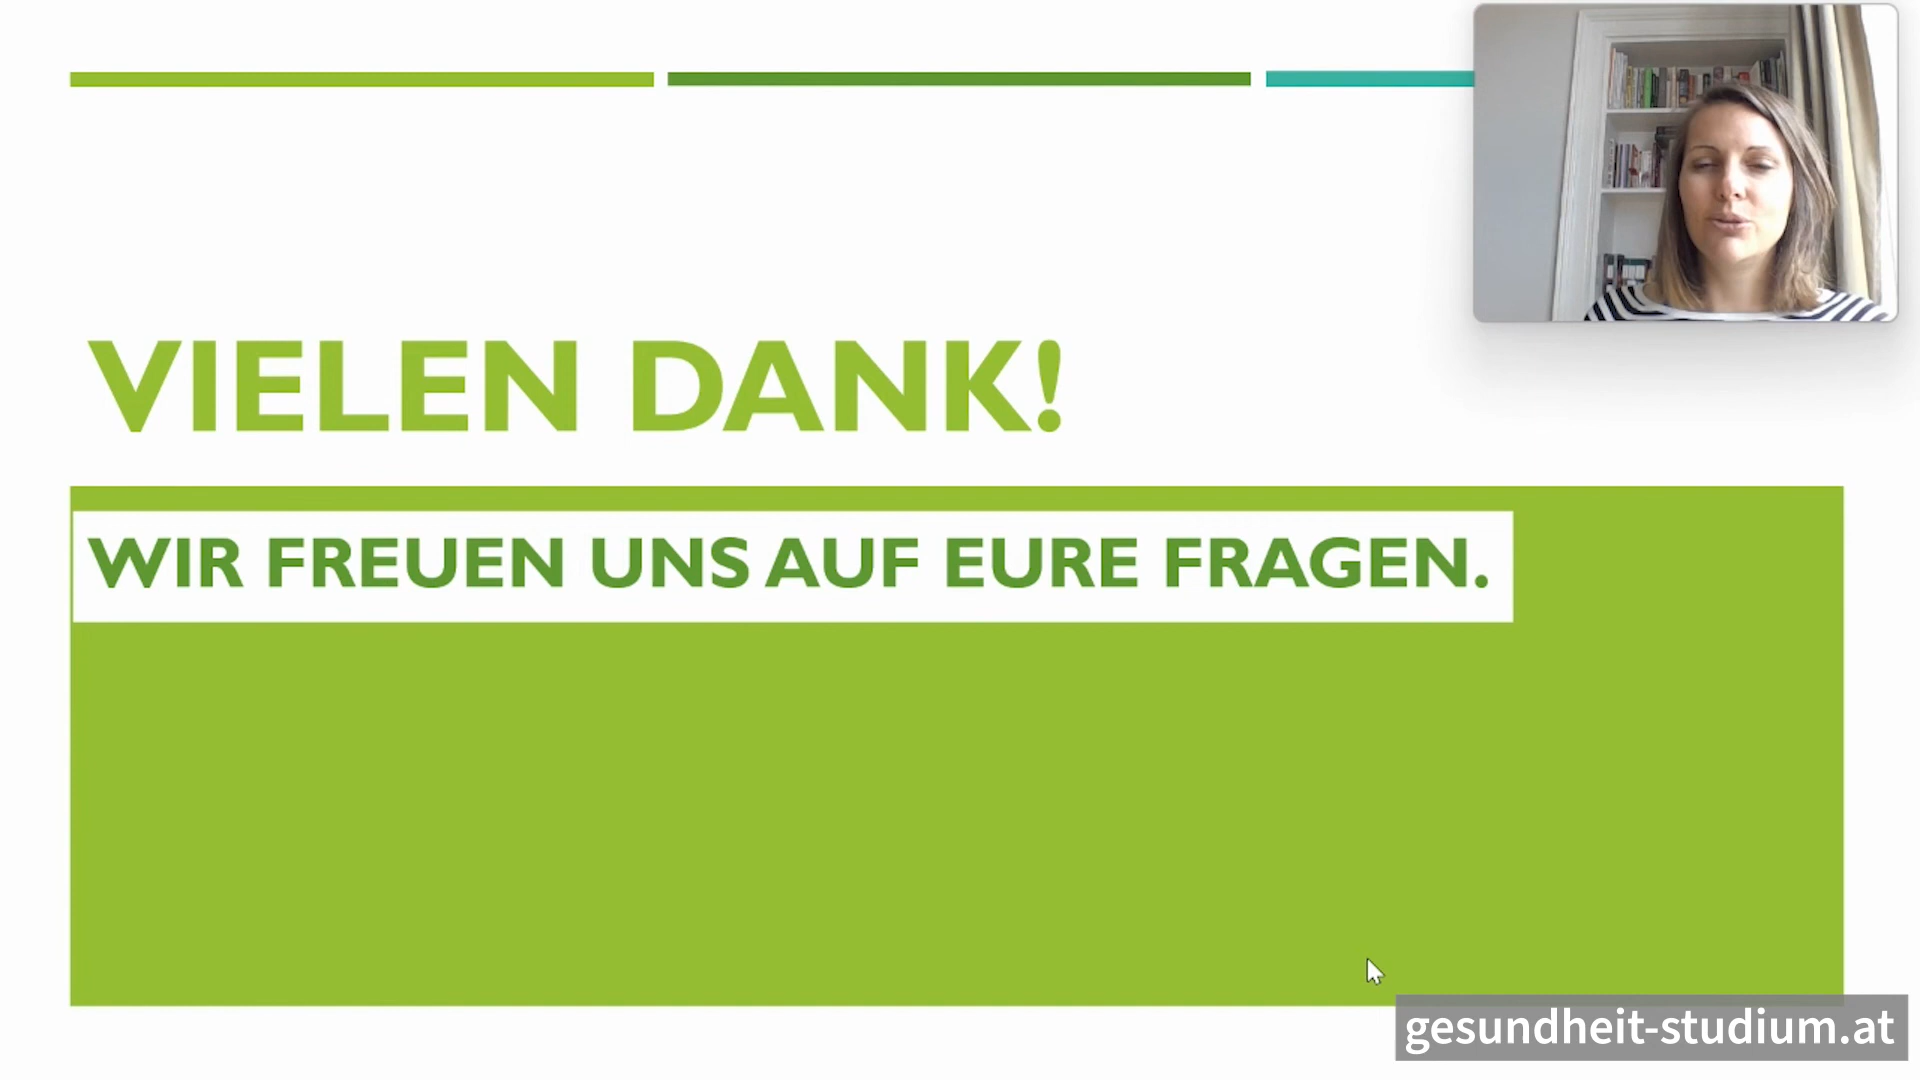 VIELEN DANK!
WIR FREUEN UNS AUF EURE FRAGEN.
gesundheit-studium.at